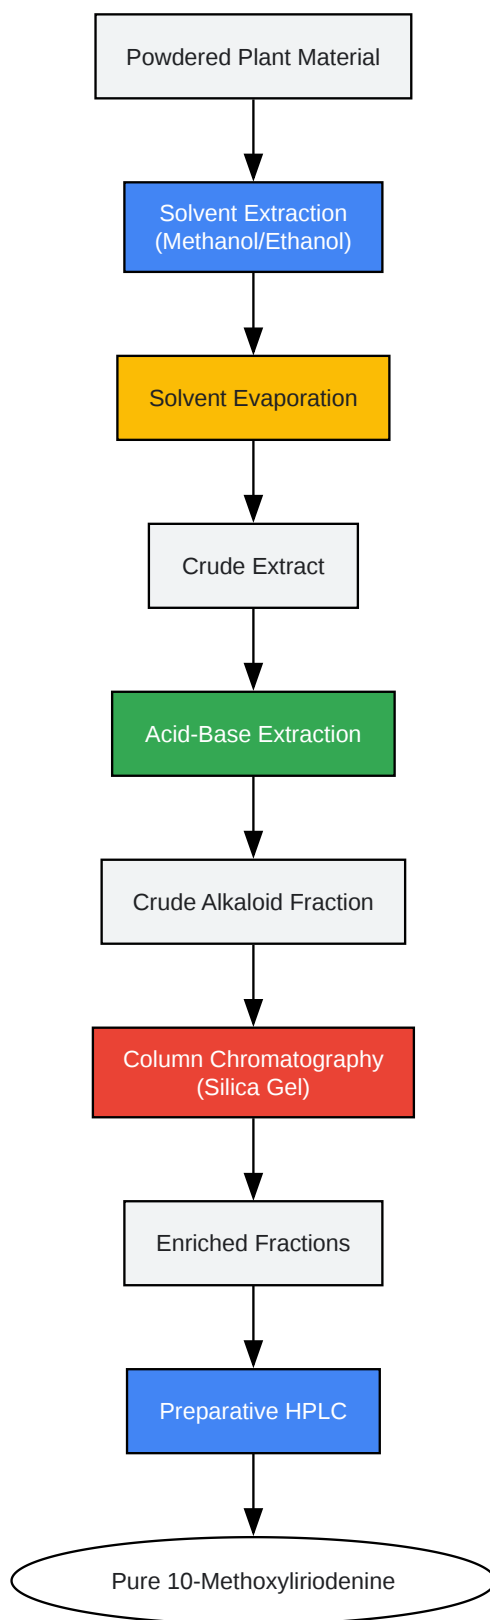 Powdered Plant Material
Solvent Extraction
(Methanol/Ethanol)
Solvent Evaporation
Crude Extract
Acid-Base Extraction
Crude Alkaloid Fraction
Column Chromatography
(Silica Gel)
Enriched Fractions
Preparative HPLC
Pure 10-Methoxyliriodenine